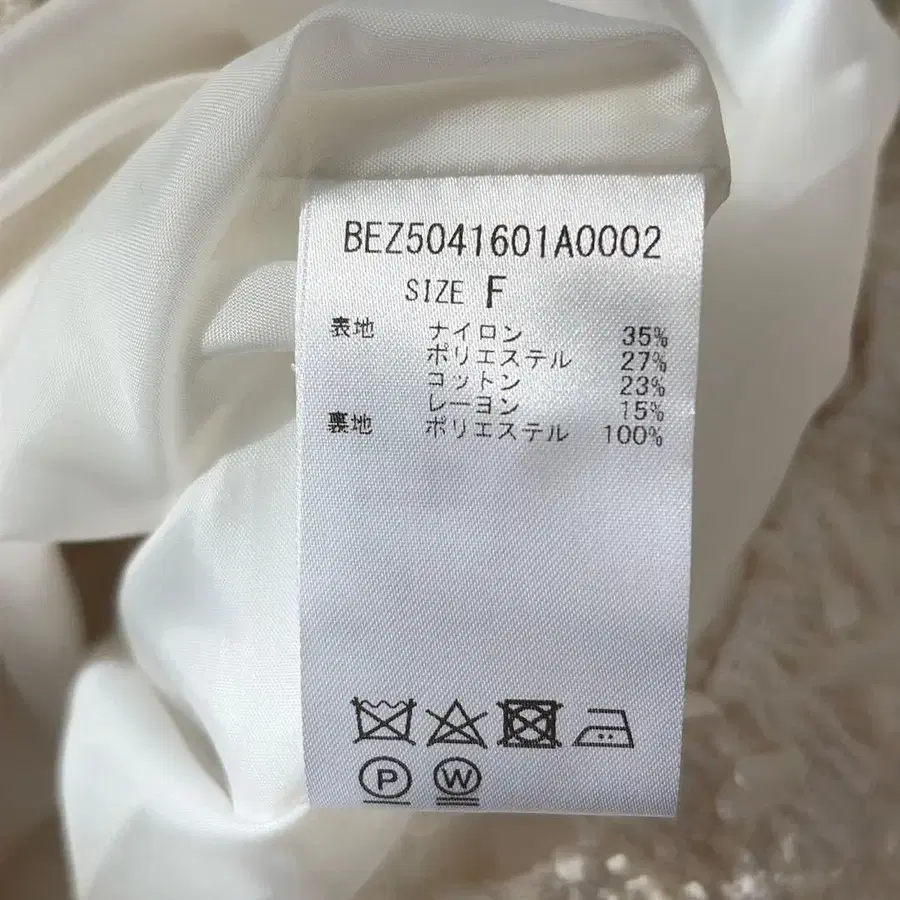 BEZ5041601A0002
SIZE F
表地 ナイロン 35%
ポリエステル 27%
コットン 23%
レーヨン 15%
裏地 ポリエステル 100%
P W